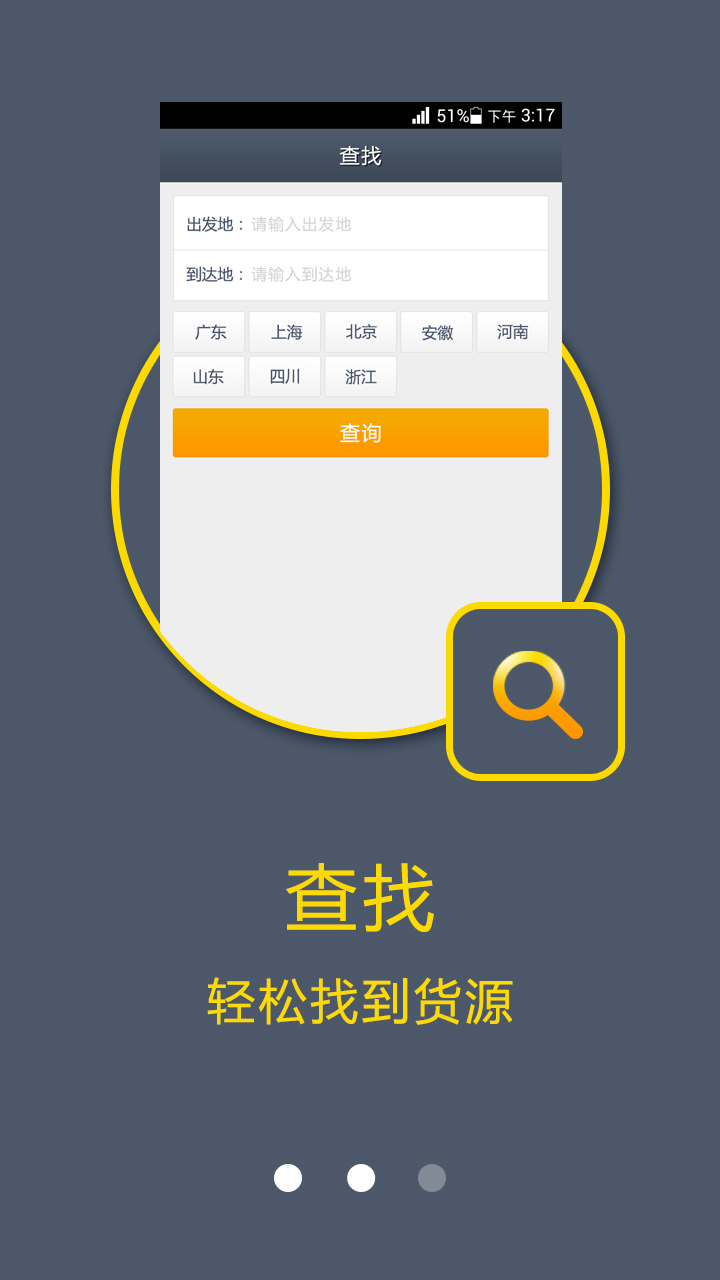 51% 下午 3:17
查找
出发地：请输入出发地
到达地：请输入到达地
广东 上海 北京 安徽 河南
山东 四川 浙江
查询
查找
轻松找到货源